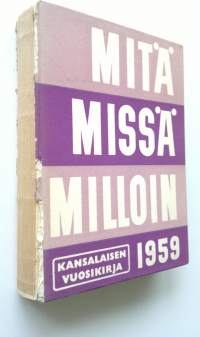 MITÄ
MISSÄ
MILLOIN
KANSALAISEN
VUOSIKIRJA
1959